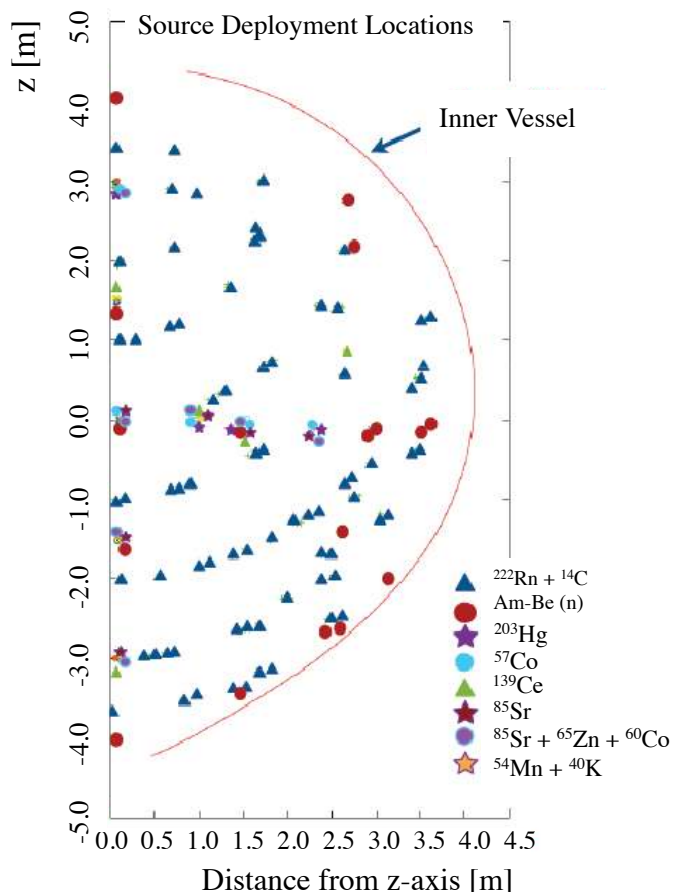 Source Deployment Locations
z [m]
5.0
4.0
3.0
2.0
1.0
0.0
-1.0
-2.0
-3.0
-4.0
-5.0
Inner Vessel
²²²Rn + ¹⁴C
Am-Be (n)
²⁰³Hg
⁵⁷Co
¹³⁹Ce
⁸⁵Sr
⁸⁵Sr + ⁶⁵Zn + ⁶⁰Co
⁵⁴Mn + ⁴⁰K
0.0 0.5 1.0 1.5 2.0 2.5 3.0 3.5 4.0 4.5
Distance from z-axis [m]